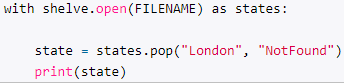 with shelve.open(FILENAME) as states:
    state = states.pop("London", "NotFound")
    print(state)